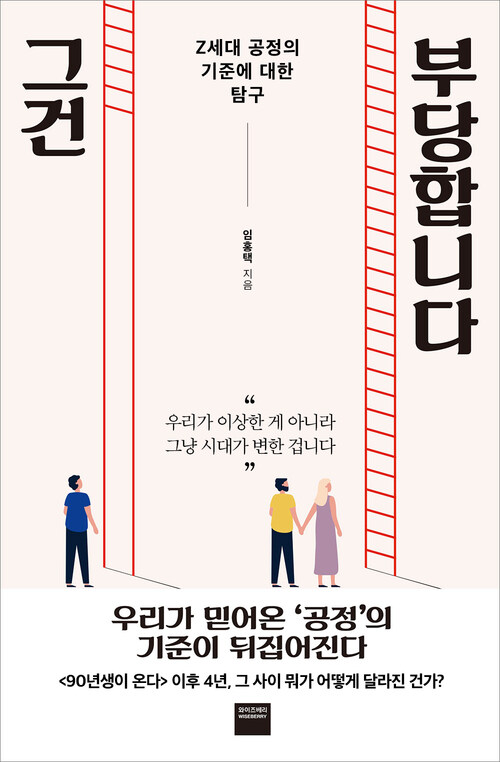 그건
부당합니다
Z세대 공정의
기준에 대한
탐구
임홍택 지음
“
우리가 이상한 게 아니라
그냥 시대가 변한 겁니다
”
우리가 믿어온 ‘공정’의
기준이 뒤집어진다
<90년생이 온다> 이후 4년, 그 사이 뭐가 어떻게 달라진 건가?
와이즈베리
WISEBERRY